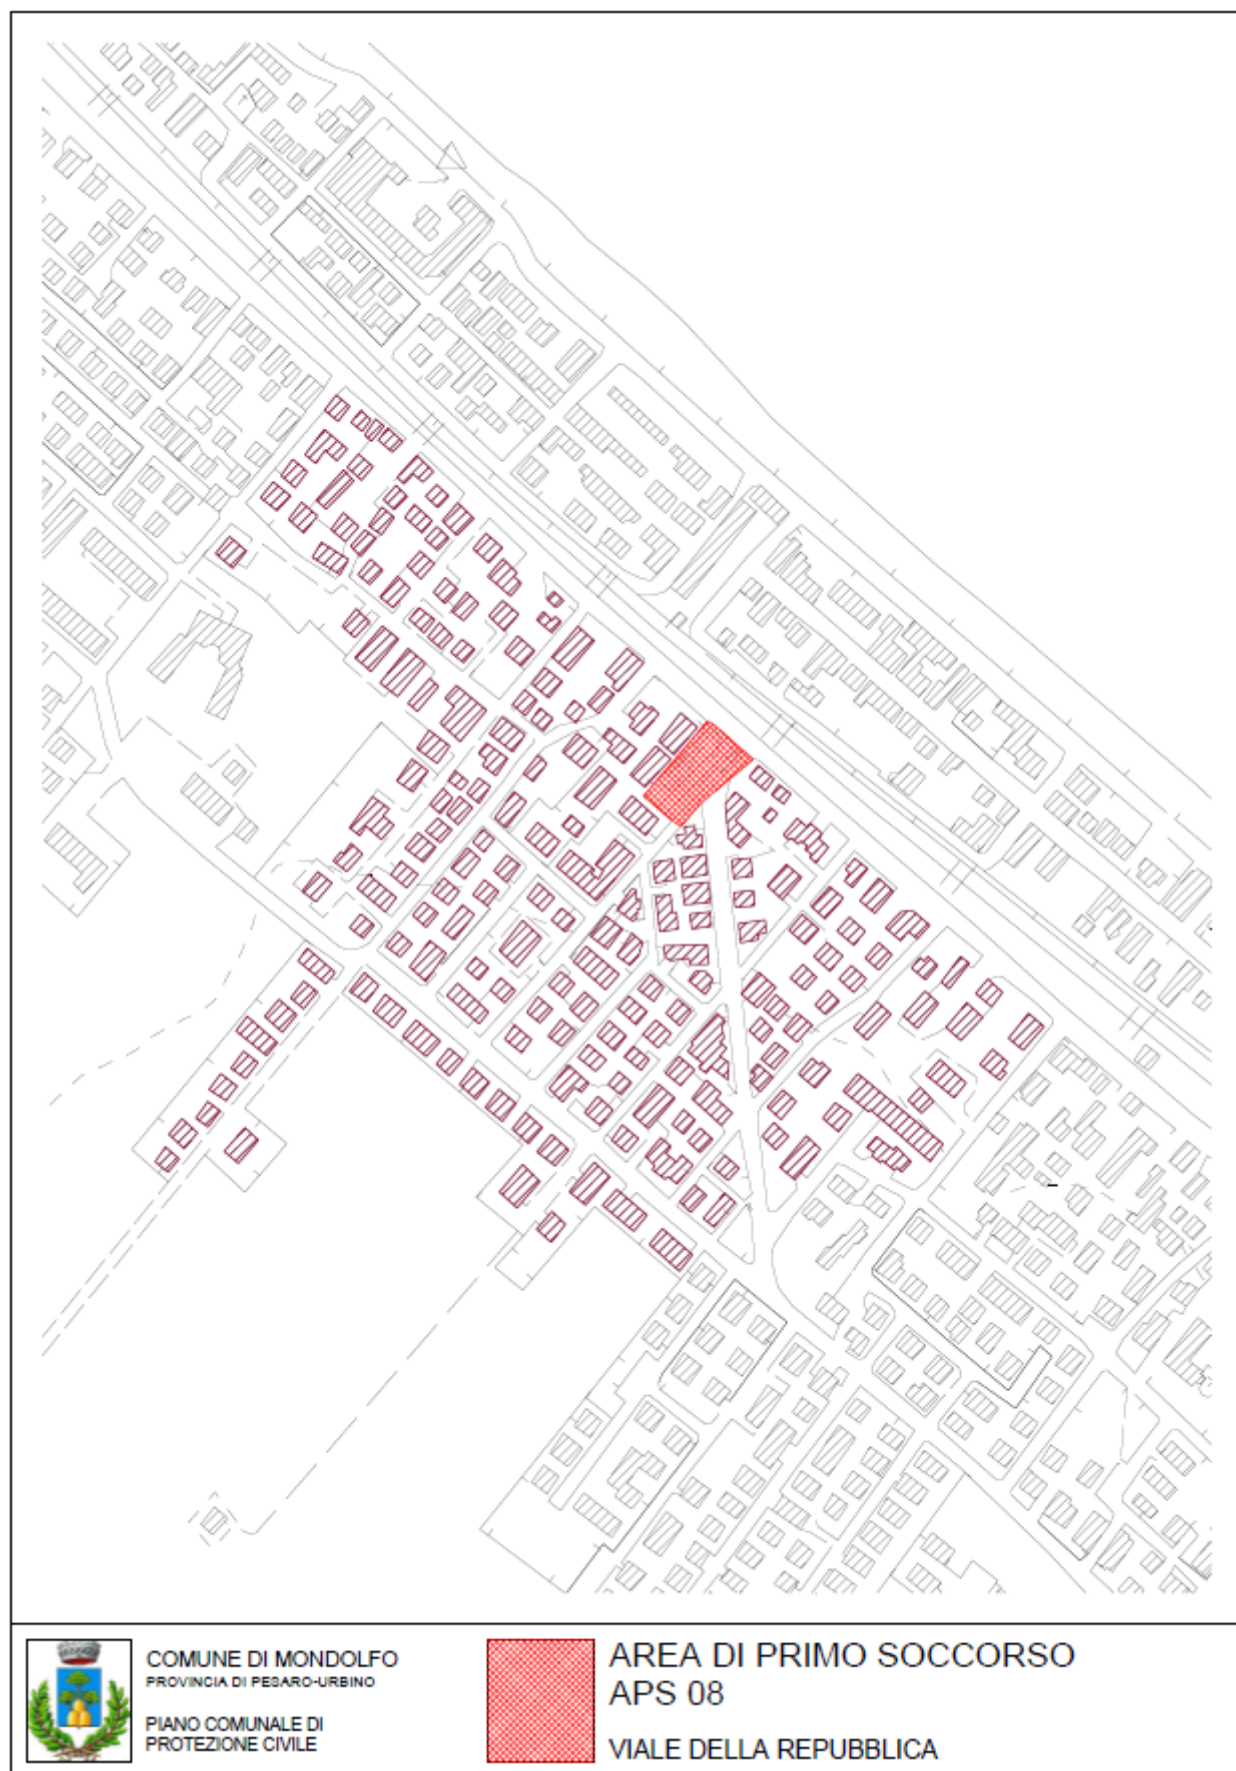 COMUNE DI MONDOLFO
PROVINCIA DI PESARO-URBINO
PIANO COMUNALE DI
PROTEZIONE CIVILE
AREA DI PRIMO SOCCORSO
APS 08
VIALE DELLA REPUBBLICA